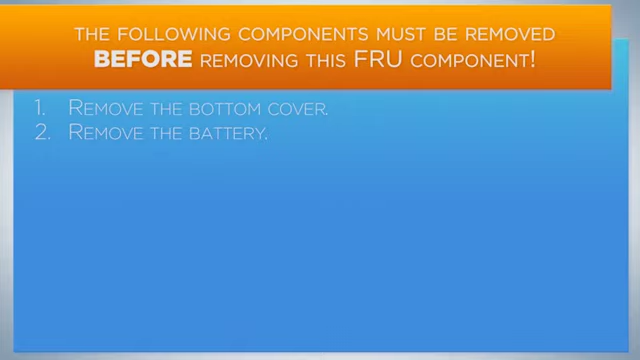 THE FOLLOWING COMPONENTS MUST BE REMOVED
BEFORE REMOVING THIS FRU COMPONENT!
1. REMOVE THE BOTTOM COVER.
2. REMOVE THE BATTERY.